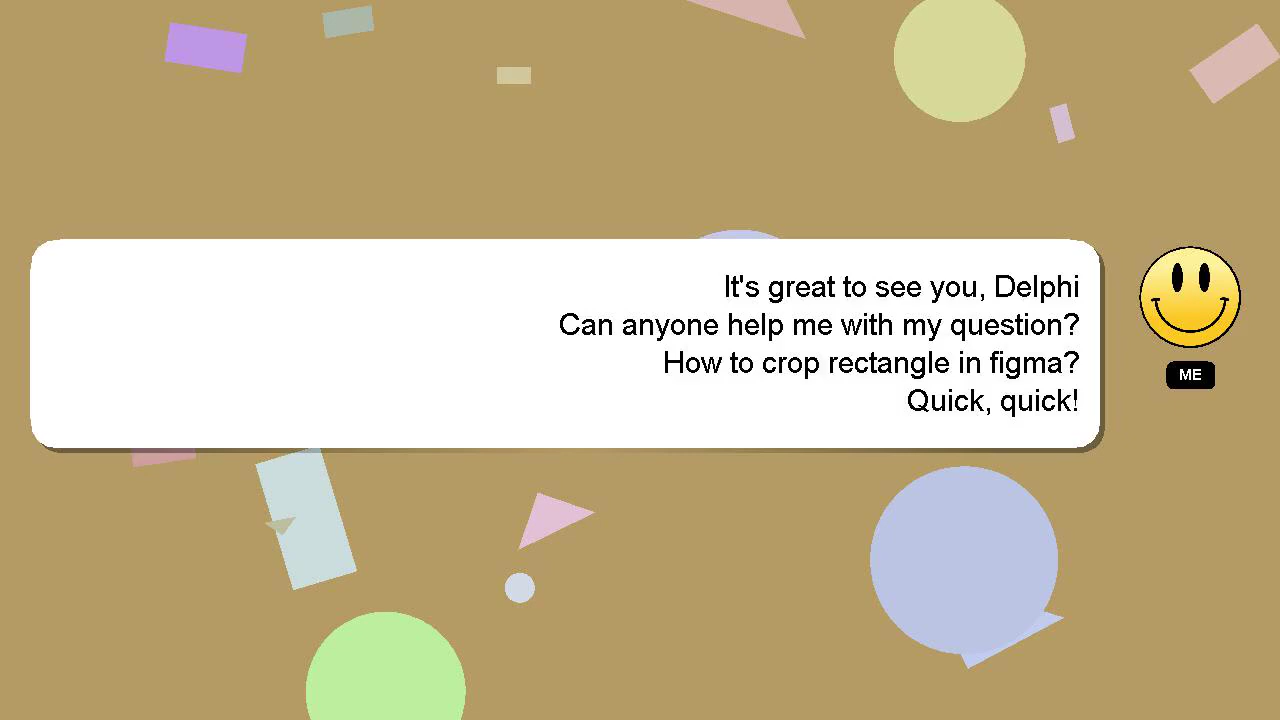 It's great to see you, Delphi
Can anyone help me with my question?
How to crop rectangle in figma?
Quick, quick!
ME